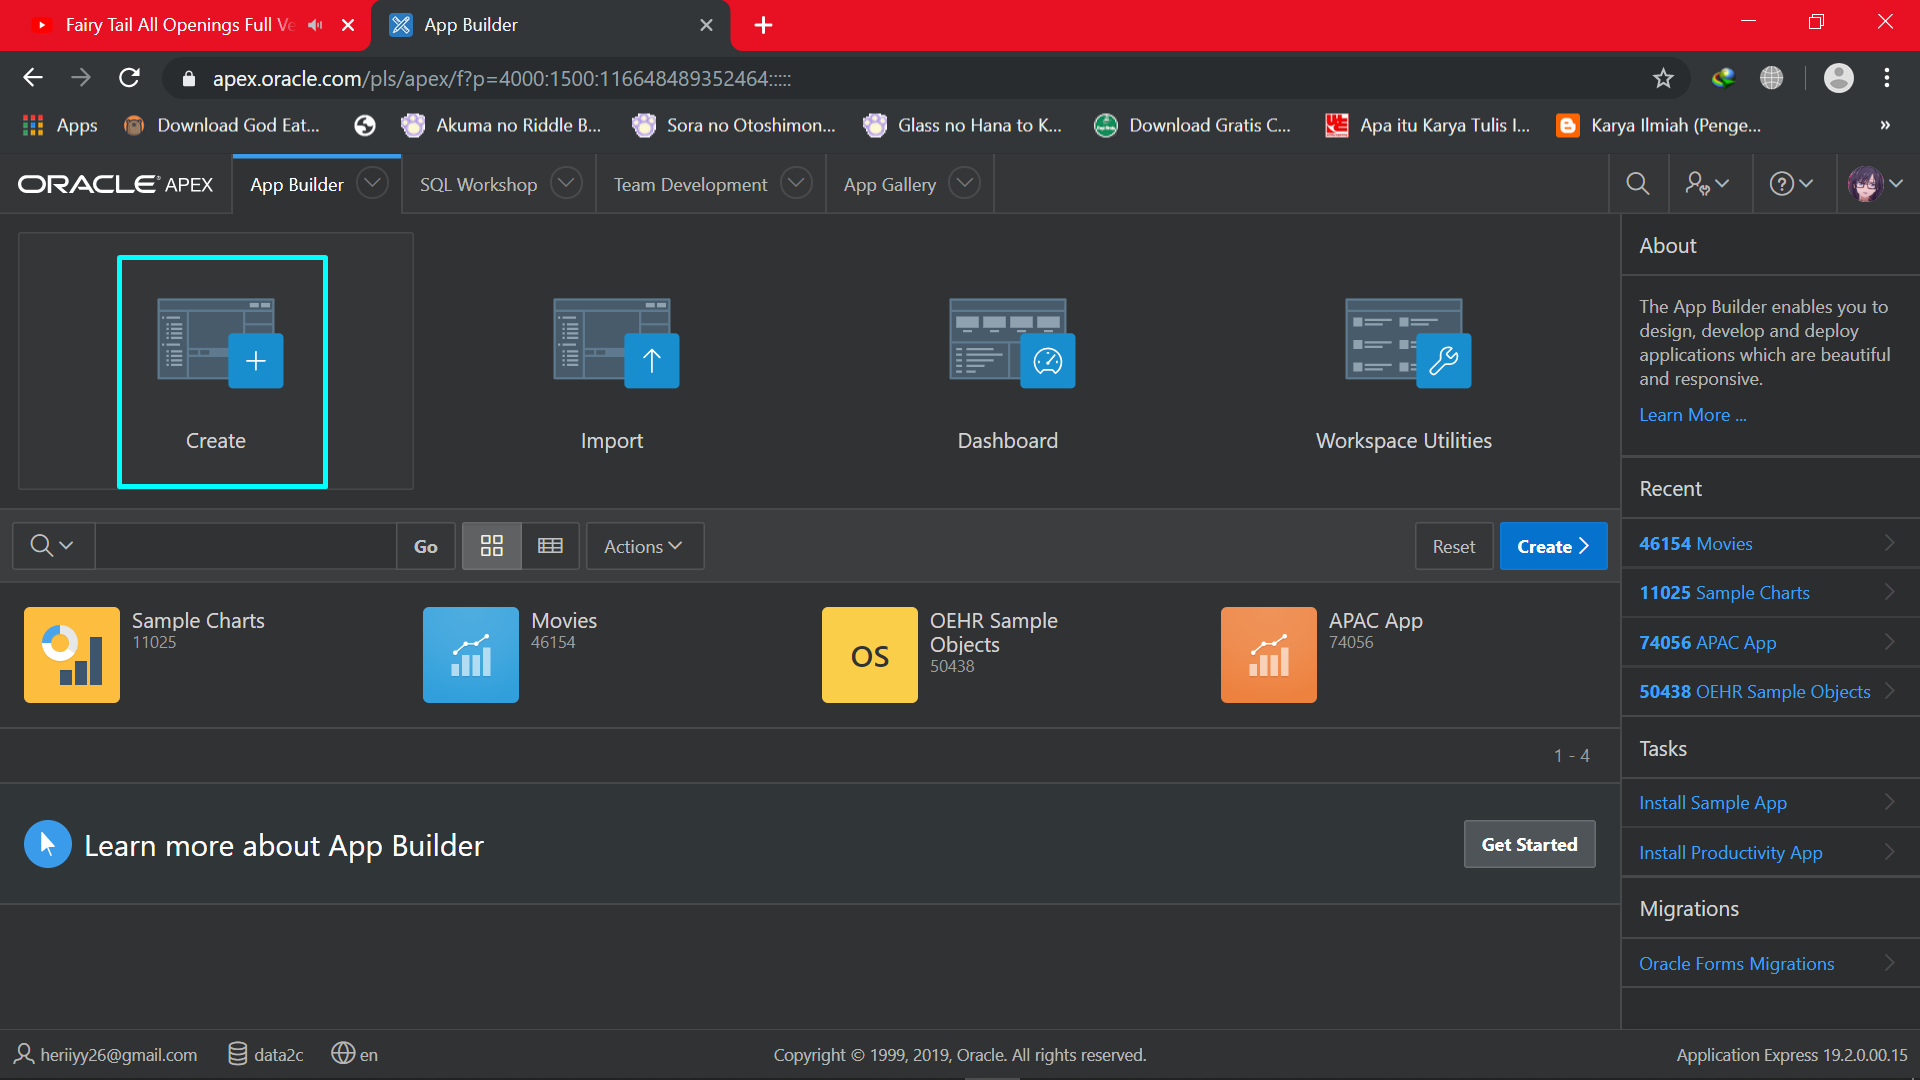 Fairy Tail All Openings Full Ve
App Builder
apex.oracle.com/pls/apex/f?p=4000:1500:116648489352464:::::
Apps
Download God Eat...
Akuma no Riddle B...
Sora no Otoshimon...
Glass no Hana to K...
Download Gratis C...
Apa itu Karya Tulis I...
Karya Ilmiah (Penge...
»
ORACLE APEX
App Builder
SQL Workshop
Team Development
App Gallery
Create
Import
Dashboard
Workspace Utilities
Go
Actions
Reset
Create
Sample Charts
11025
Movies
46154
OS
OEHR Sample
Objects
50438
APAC App
74056
1 - 4
Learn more about App Builder
Get Started
About
The App Builder enables you to
design, develop and deploy
applications which are beautiful
and responsive.
Learn More ...
Recent
46154 Movies
11025 Sample Charts
74056 APAC App
50438 OEHR Sample Objects
Tasks
Install Sample App
Install Productivity App
Migrations
Oracle Forms Migrations
heriiyy26@gmail.com
data2c
en
Copyright © 1999, 2019, Oracle. All rights reserved.
Application Express 19.2.0.00.15